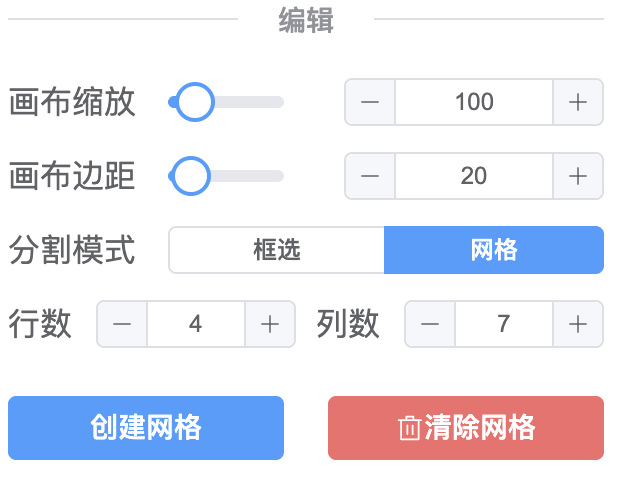 编辑
画布缩放 100
画布边距 20
分割模式 框选 网格
行数 4 列数 7
创建网格 清除网格